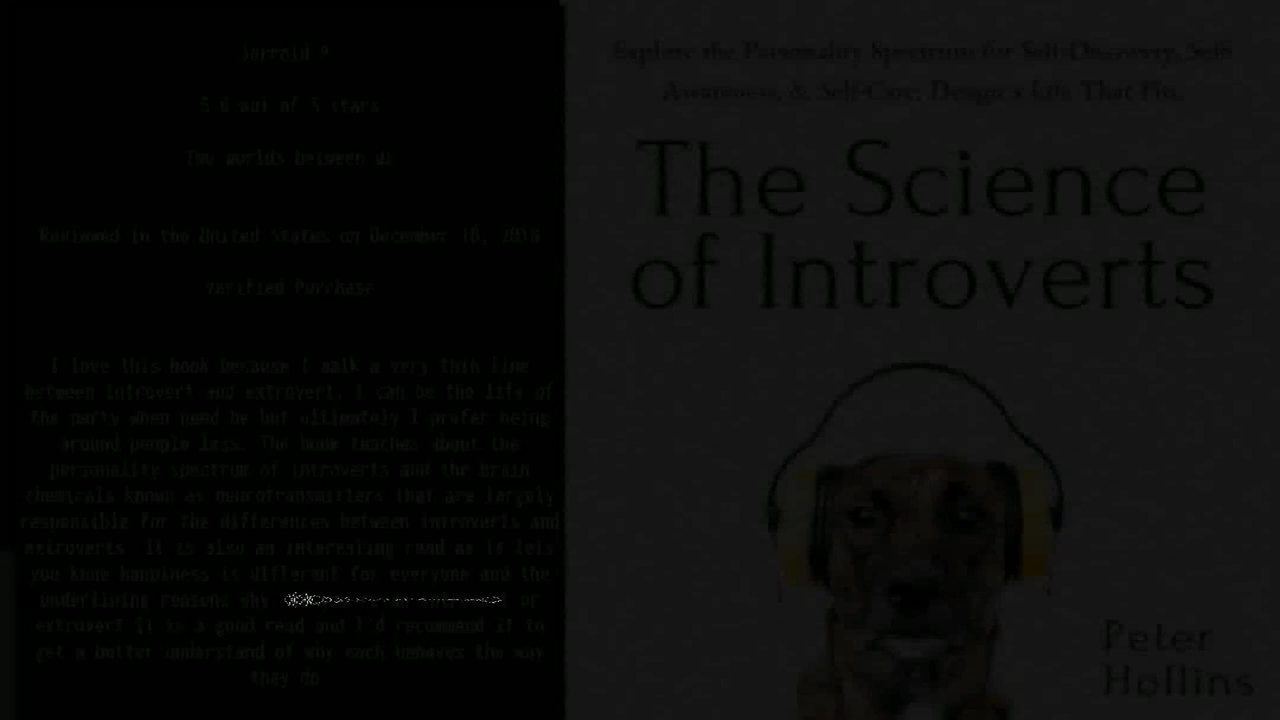 Jerrold P
5.0 out of 5 stars
Two worlds between us
Reviewed in the United States on December 18, 2018
Verified Purchase
I love this book because I walk a very thin line
between introvert and extrovert. I can be the life of
the party when need be but ultimately I prefer being
around people less. The book teaches about the
personality spectrum of introverts and the brain
chemicals known as neurotransmitters that are largely
responsible for the differences between introverts and
extroverts. It is also an interesting read as it lets
you know happiness is different for everyone and the
underlining reasons why or
extrovert it is a good read and I'd recommend it to
get a better understand of why each behaves the way
they do
Explore the Personality Spectrum for Self-Discovery, Self-
Awareness, & Self-Care. Design a Life That Fits.
The Science
of Introverts
Peter
Hollins